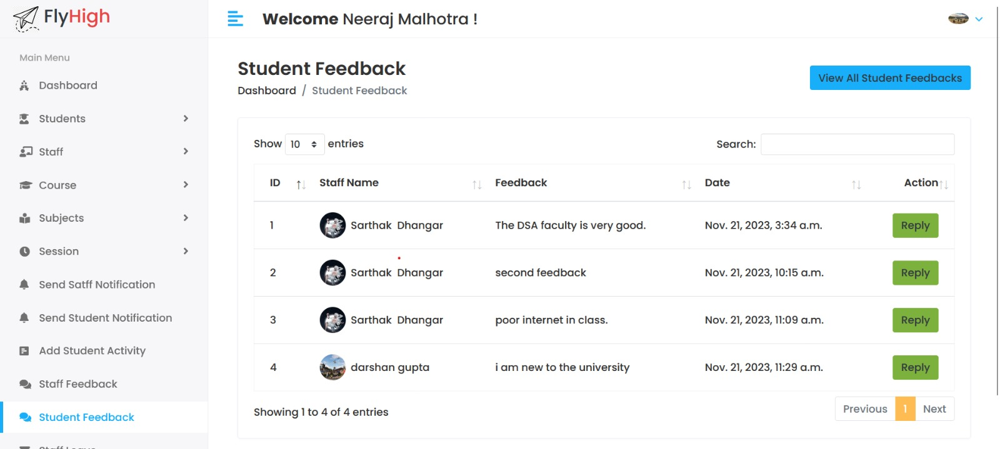 FlyHigh
Welcome Neeraj Malhotra !
Main Menu
Dashboard
Students
Staff
Course
Subjects
Session
Send Satff Notification
Send Student Notification
Add Student Activity
Staff Feedback
Student Feedback
Staff Leave
Student Feedback
Dashboard / Student Feedback
View All Student Feedbacks
Show 10 entries
Search:
ID Staff Name Feedback Date Action
1 Sarthak Dhangar The DSA faculty is very good. Nov. 21, 2023, 3:34 a.m. Reply
2 Sarthak Dhangar second feedback Nov. 21, 2023, 10:15 a.m. Reply
3 Sarthak Dhangar poor internet in class. Nov. 21, 2023, 11:09 a.m. Reply
4 darshan gupta i am new to the university Nov. 21, 2023, 11:29 a.m. Reply
Showing 1 to 4 of 4 entries
Previous 1 Next